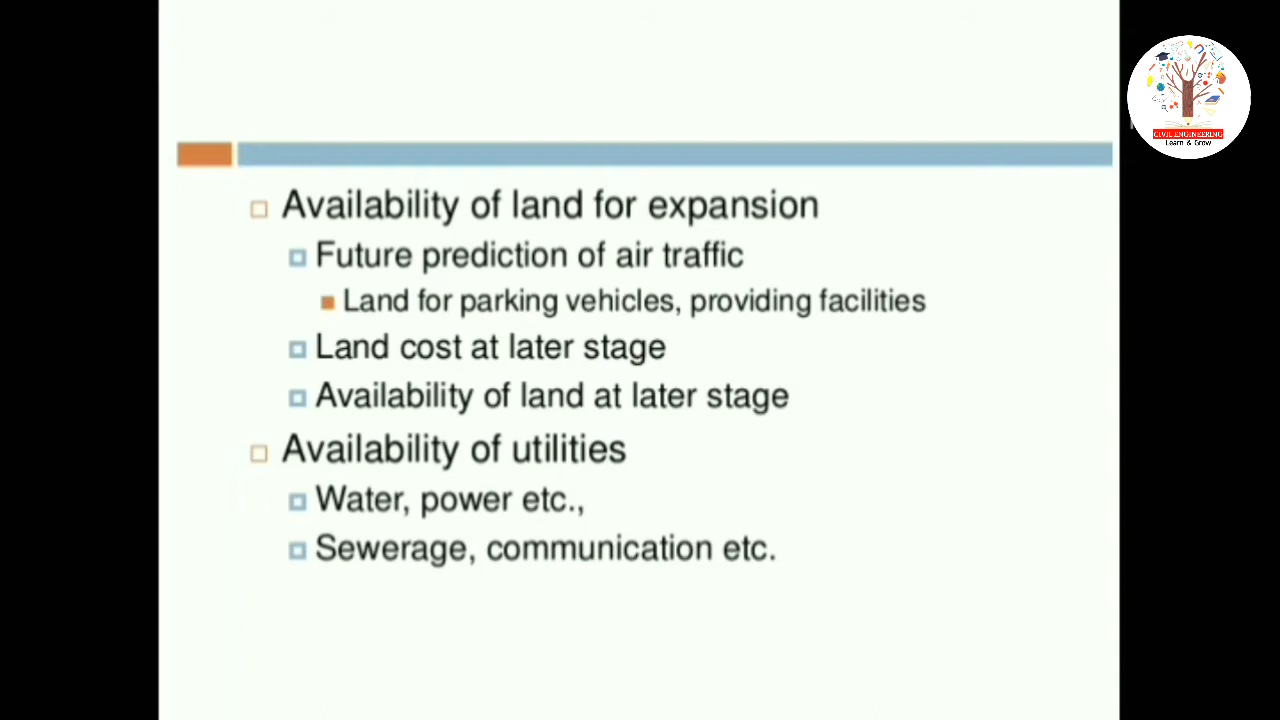 CIVIL ENGINEERING
Learn & Grow
Availability of land for expansion
Future prediction of air traffic
Land for parking vehicles, providing facilities
Land cost at later stage
Availability of land at later stage
Availability of utilities
Water, power etc.,
Sewerage, communication etc.